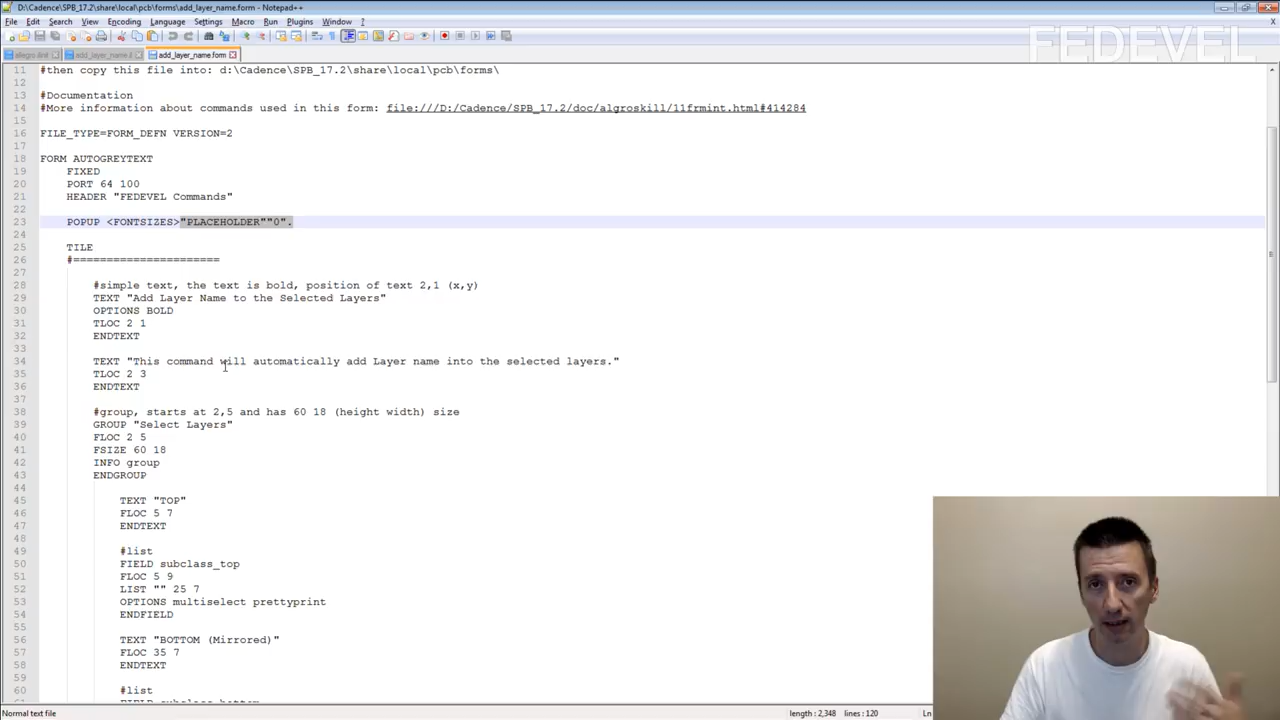 D:\Cadence\SPB_17.2\share\local\pcb\forms\add_layer_name.form - Notepad++
File Edit Search View Encoding Language Settings Macro Run Plugins Window ?
X
allegro.ilinit add_layer_name.il add_layer_name.form
FEDEVEL
11 #then copy this file into: d:\Cadence\SPB_17.2\share\local\pcb\forms\
12
13 #Documentation
14 #More information about commands used in this form: file:///D:/Cadence/SPB_17.2/doc/algroskill/11frmint.html#414284
15
16 FILE_TYPE=FORM_DEFN VERSION=2
17
18 FORM AUTOGREYTEXT
19 FIXED
20 PORT 64 100
21 HEADER "FEDEVEL Commands"
22
23 POPUP <FONTSIZES>"PLACEHOLDER""0".
24
25 TILE
26 #======================
27
28 #simple text, the text is bold, position of text 2,1 (x,y)
29 TEXT "Add Layer Name to the Selected Layers"
30 OPTIONS BOLD
31 TLOC 2 1
32 ENDTEXT
33
34 TEXT "This command will automatically add Layer name into the selected layers."
35 TLOC 2 3
36 ENDTEXT
37
38 #group, starts at 2,5 and has 60 18 (height width) size
39 GROUP "Select Layers"
40 FLOC 2 5
41 FSIZE 60 18
42 INFO group
43 ENDGROUP
44
45 TEXT "TOP"
46 FLOC 5 7
47 ENDTEXT
48
49 #list
50 FIELD subclass_top
51 FLOC 5 9
52 LIST "" 25 7
53 OPTIONS multiselect prettyprint
54 ENDFIELD
55
56 TEXT "BOTTOM (Mirrored)"
57 FLOC 35 7
58 ENDTEXT
59
60 #list
61 FIELD subclass_bottom
Normal text file length : 2,348 lines : 120 Ln